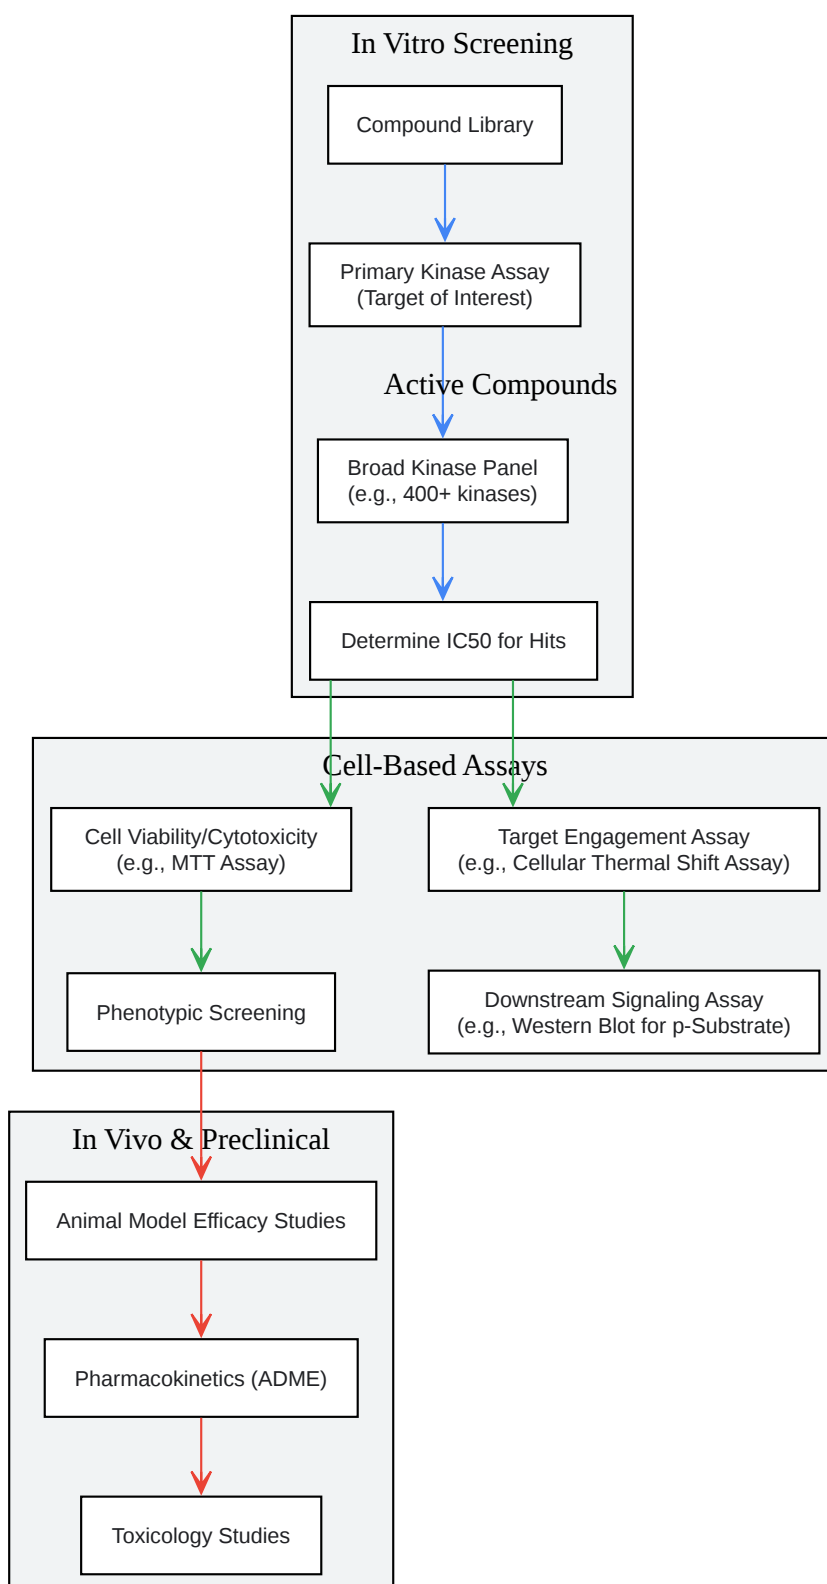 In Vitro Screening
Compound Library
Primary Kinase Assay
(Target of Interest)
Active Compounds
Broad Kinase Panel
(e.g., 400+ kinases)
Determine IC50 for Hits
Cell-Based Assays
Cell Viability/Cytotoxicity
(e.g., MTT Assay)
Target Engagement Assay
(e.g., Cellular Thermal Shift Assay)
Phenotypic Screening
Downstream Signaling Assay
(e.g., Western Blot for p-Substrate)
In Vivo & Preclinical
Animal Model Efficacy Studies
Pharmacokinetics (ADME)
Toxicology Studies